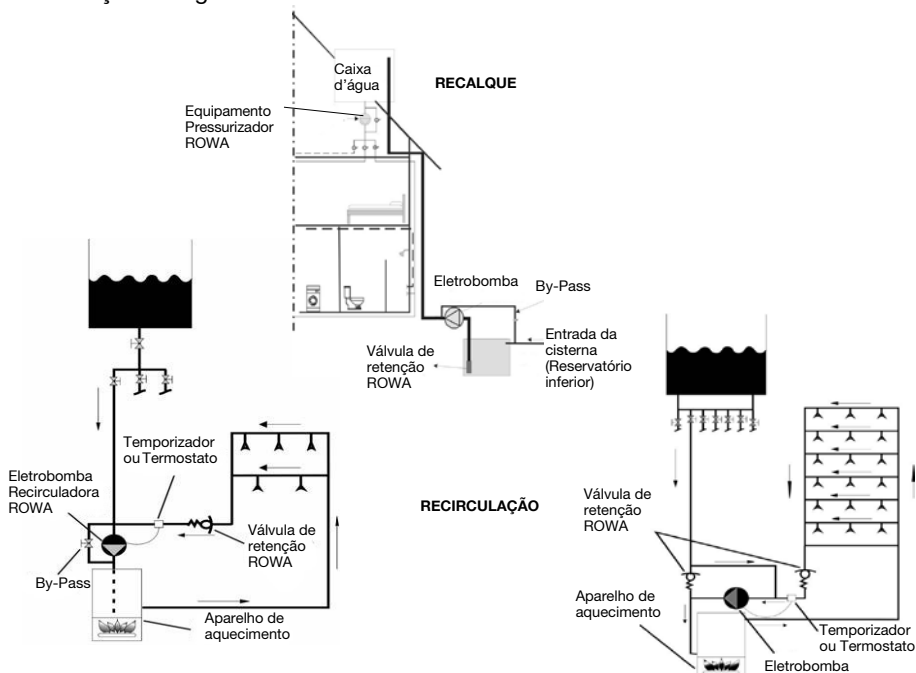 Caixa
d'água
RECALQUE
Equipamento
Pressurizador
ROWA
Eletrobomba
By-Pass
Entrada da
cisterna
(Reservatório
inferior)
Válvula de
retenção
ROWA
Temporizador
ou Termostato
Eletrobomba
Recirculadora
ROWA
RECIRCULAÇÃO
Válvula de
retenção
ROWA
By-Pass
Aparelho de
aquecimento
Válvula de
retenção
ROWA
Aparelho de
aquecimento
Temporizador
ou Termostato
Eletrobomba